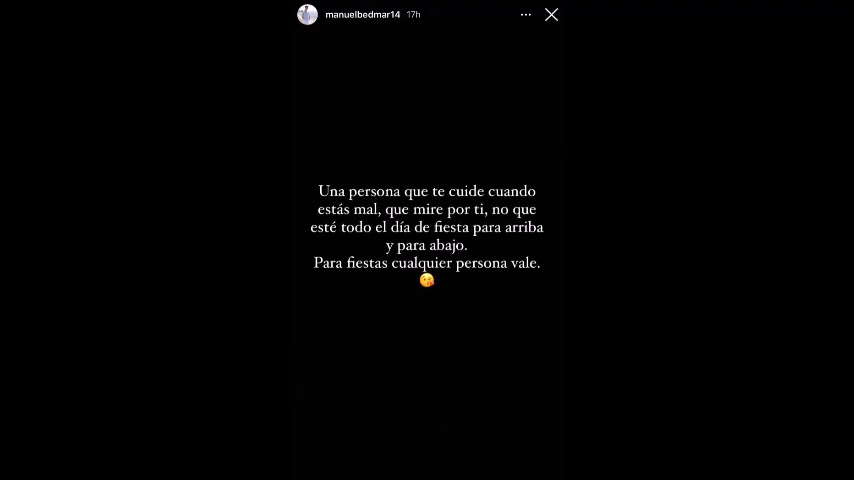 manuelbedmar14 17h
Una persona que te cuide cuando
estás mal, que mire por ti, no que
esté todo el día de fiesta para arriba
y para abajo.
Para fiestas cualquier persona vale.
😘